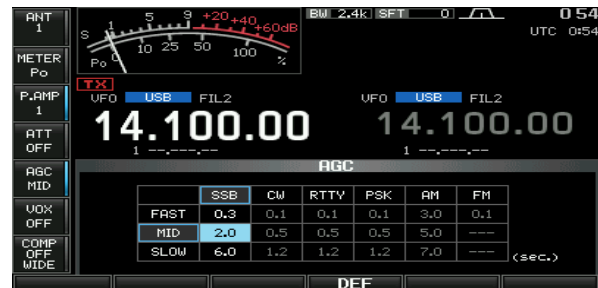 ANT
1
METER
Po
P.AMP
1
ATT
OFF
AGC
MID
VOX
OFF
COMP
OFF
WIDE
S 1 5 9 +20 +40 +60dB
Po 0 10 25 50 100 %
BW 2.4k SFT 0
0 54
UTC 0:54
TX
VFO USB FIL2
14.100.00
1 --.---.--
VFO USB FIL2
14.100.00
1 --.---.--
AGC
SSB CW RTTY PSK AM FM
FAST 0.3 0.1 0.1 0.1 3.0 0.1
MID 2.0 0.5 0.5 0.5 5.0 ---
SLOW 6.0 1.2 1.2 1.2 7.0 --- (sec.)
DEF